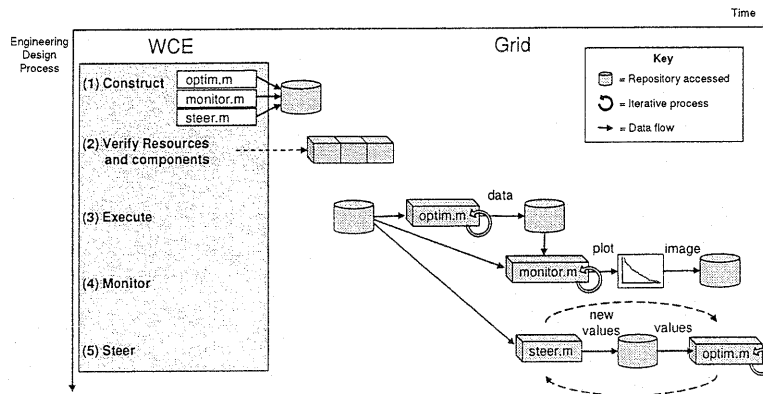 Time
Engineering
Design
Process
WCE
Grid
Key
= Repository accessed
= Iterative process
= Data flow
(1) Construct
optim.m
monitor.m
steer.m
(2) Verify Resources
and components
(3) Execute
optim.m
data
monitor.m
plot
image
(4) Monitor
(5) Steer
steer.m
new
values
values
optim.m